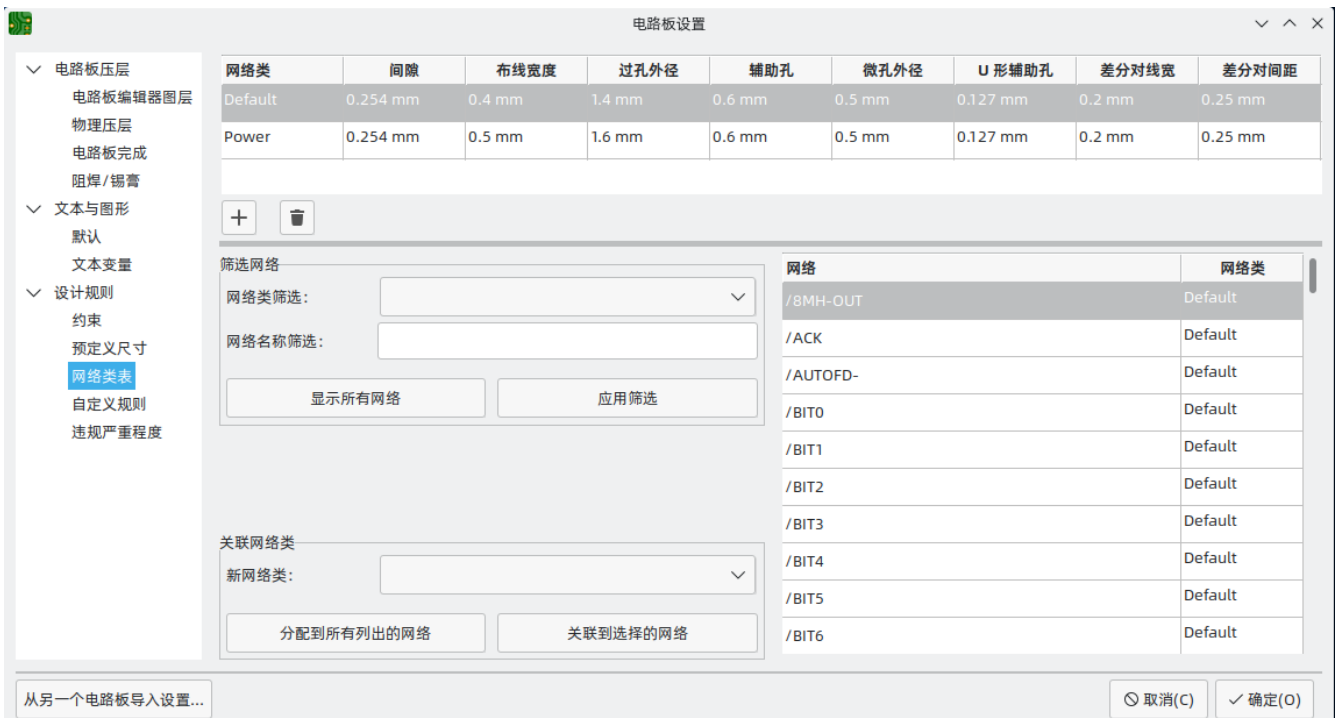 电路板设置
电路板压层
电路板编辑器图层
物理压层
电路板完成
阻焊/锡膏
文本与图形
默认
文本变量
设计规则
约束
预定义尺寸
网络类表
自定义规则
违规严重程度
网络类 间隙 布线宽度 过孔外径 辅助孔 微孔外径 U 形辅助孔 差分对线宽 差分对间距
Default 0.254 mm 0.4 mm 1.4 mm 0.6 mm 0.5 mm 0.127 mm 0.2 mm 0.25 mm
Power 0.254 mm 0.5 mm 1.6 mm 0.6 mm 0.5 mm 0.127 mm 0.2 mm 0.25 mm
筛选网络
网络类筛选:
网络名称筛选:
显示所有网络 应用筛选
关联网络类
新网络类:
分配到所有列出的网络 关联到选择的网络
网络 网络类
/8MH-OUT Default
/ACK Default
/AUTOFD- Default
/BIT0 Default
/BIT1 Default
/BIT2 Default
/BIT3 Default
/BIT4 Default
/BIT5 Default
/BIT6 Default
从另一个电路板导入设置... 取消(C) 确定(O)